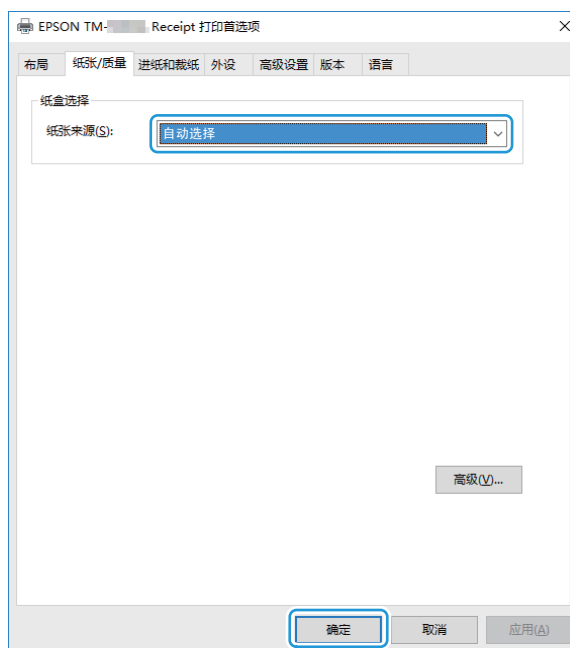 EPSON TM- Receipt 打印首选项
布局 纸张/质量 进纸和裁纸 外设 高级设置 版本 语言
纸盒选择
纸张来源(S): 自动选择
高级(V)...
确定 取消 应用(A)